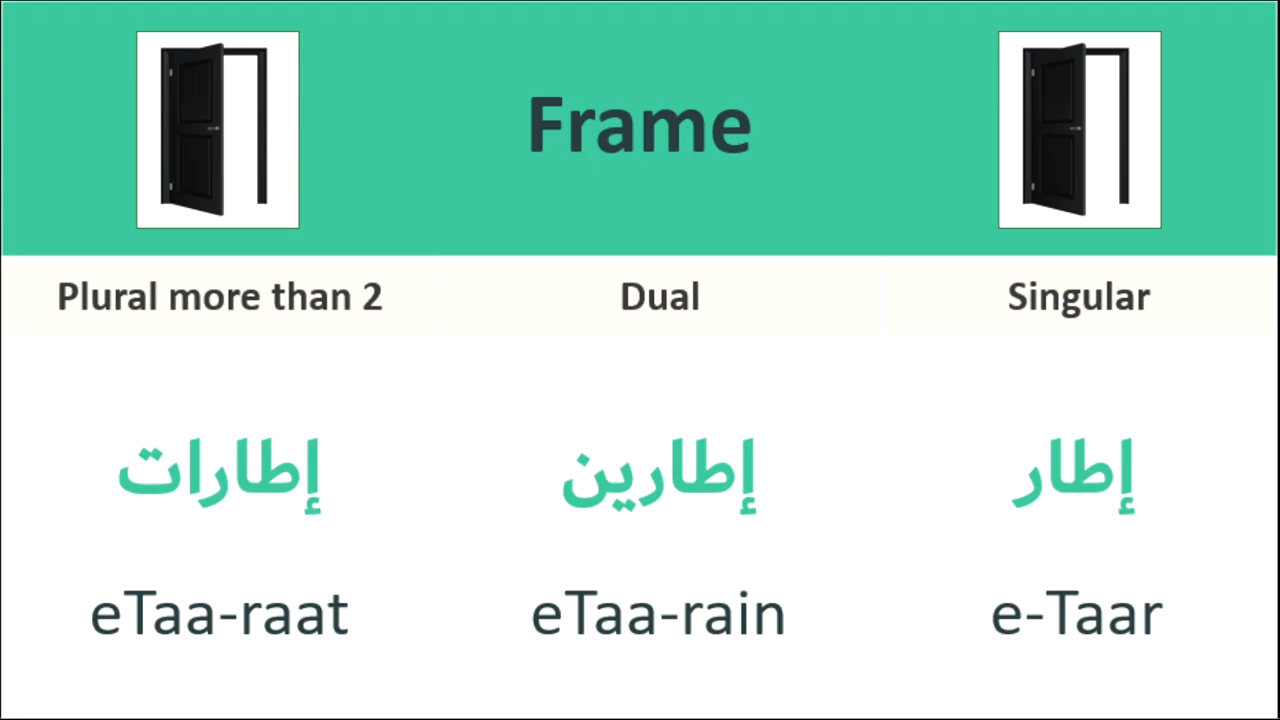 Frame
Plural more than 2
Dual
Singular
إطارات
إطارين
إطار
eTaa-raat
eTaa-rain
e-Taar